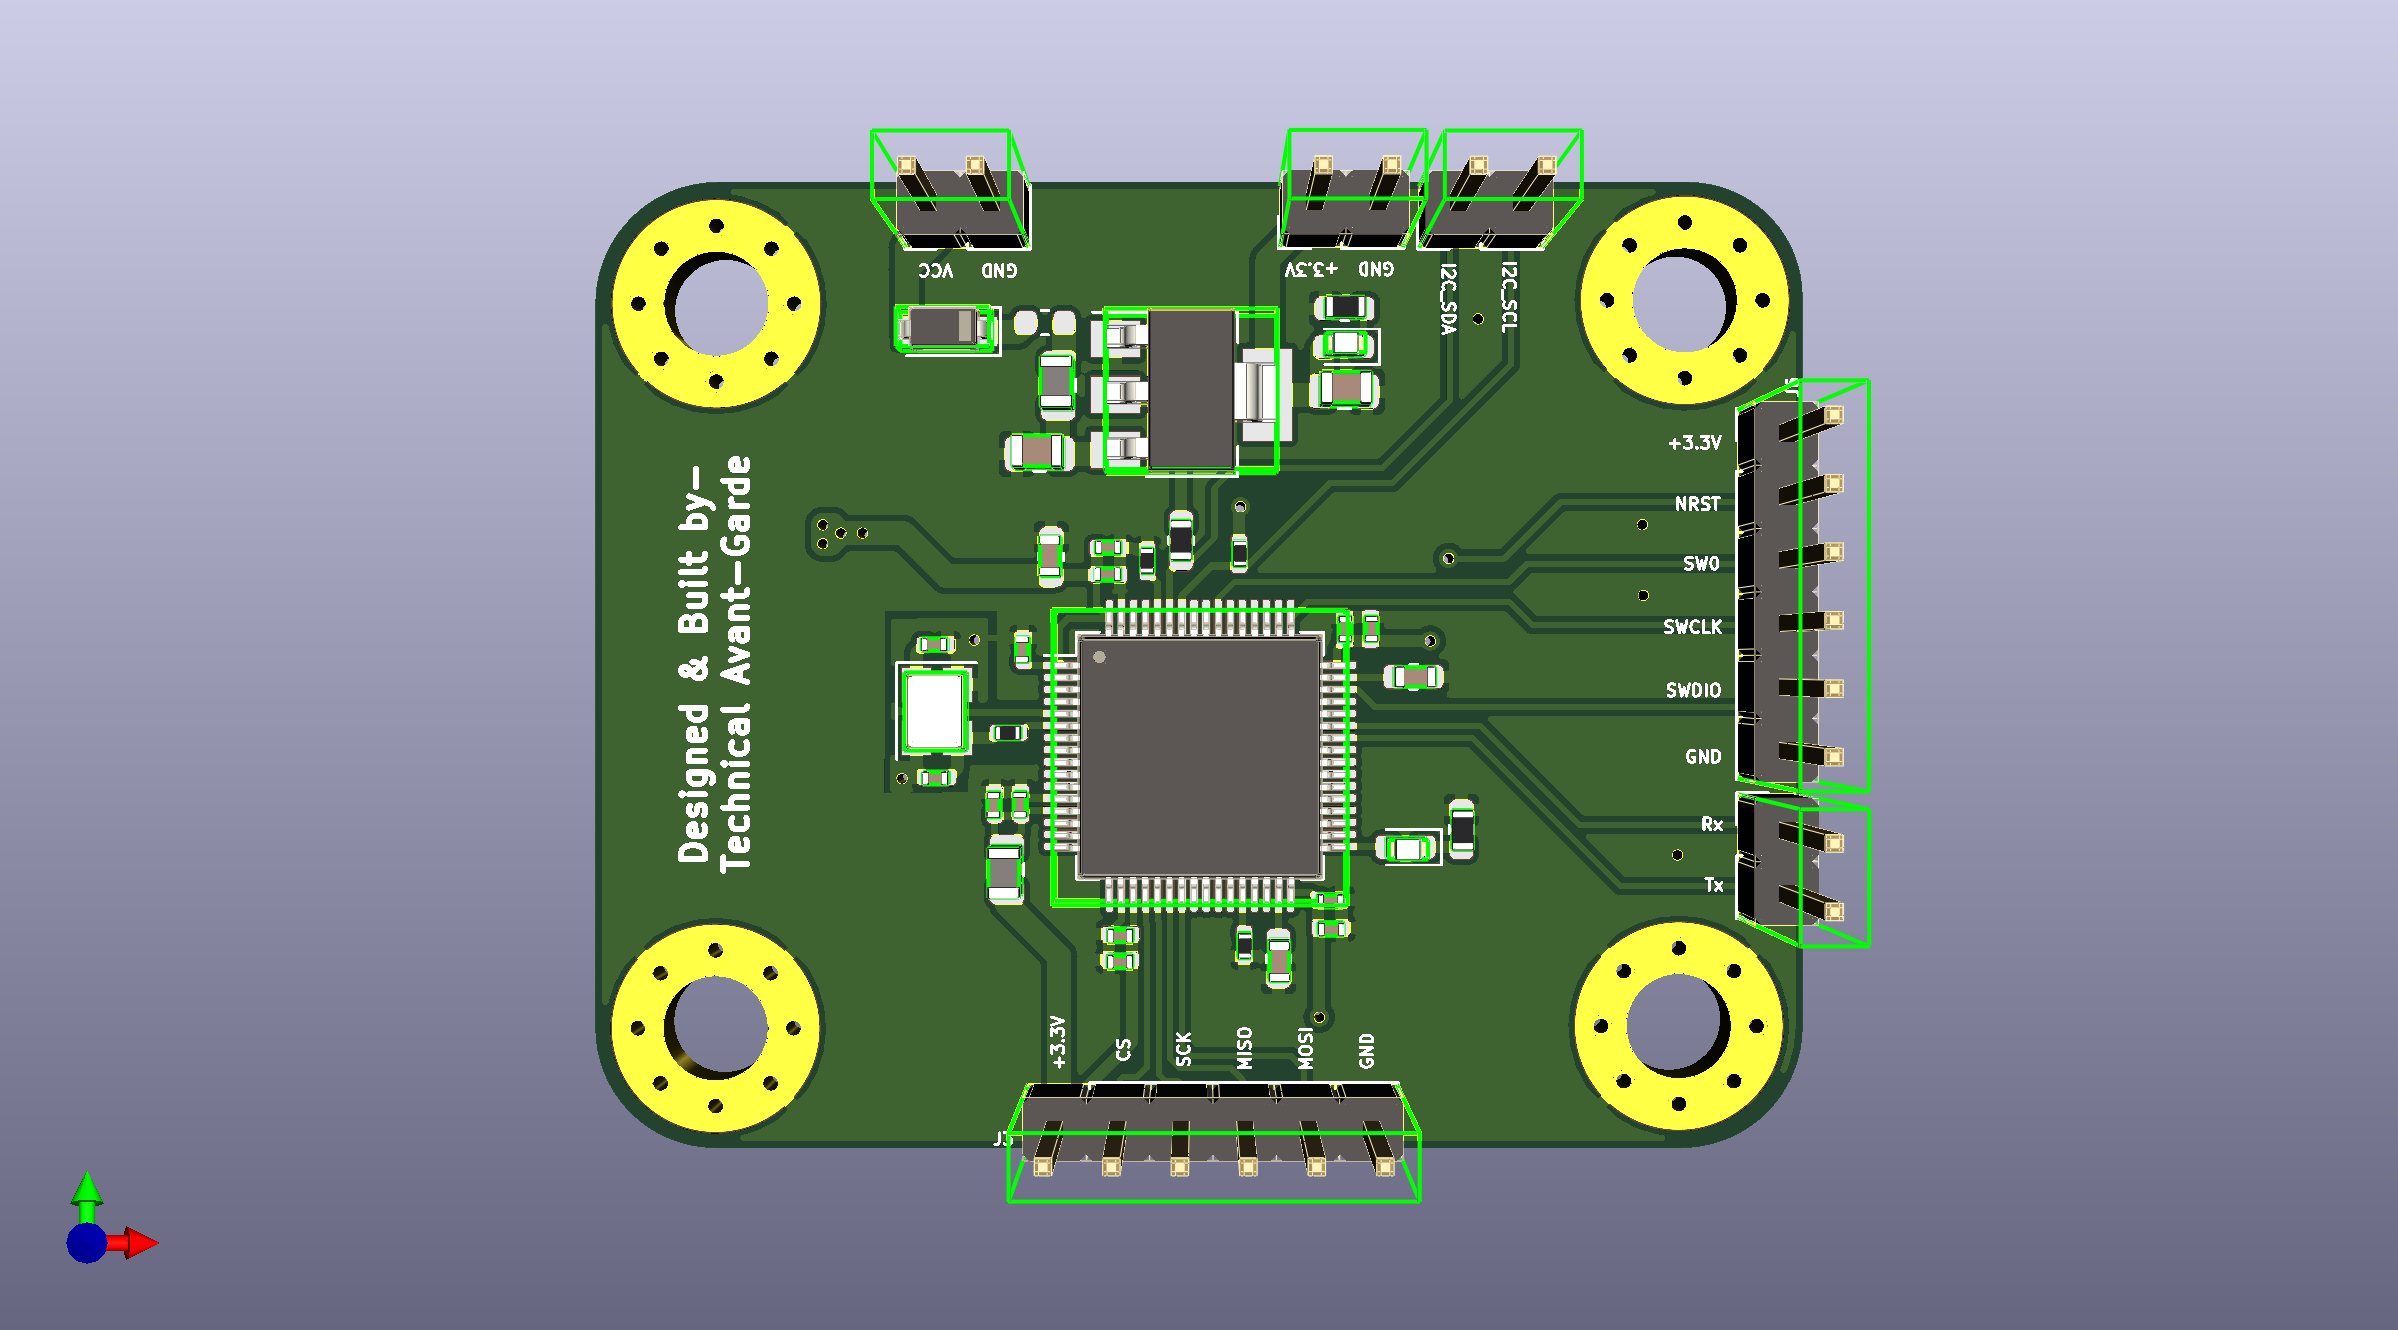 VCC GND
+3.3V GND
I2C_SDA
I2C_SCL
+3.3V
NRST
SWO
SWCLK
SWDIO
GND
Rx
Tx
Designed & Built by-
Technical Avant-Garde
+3.3V
CS
SCK
MISO
MOSI
GND